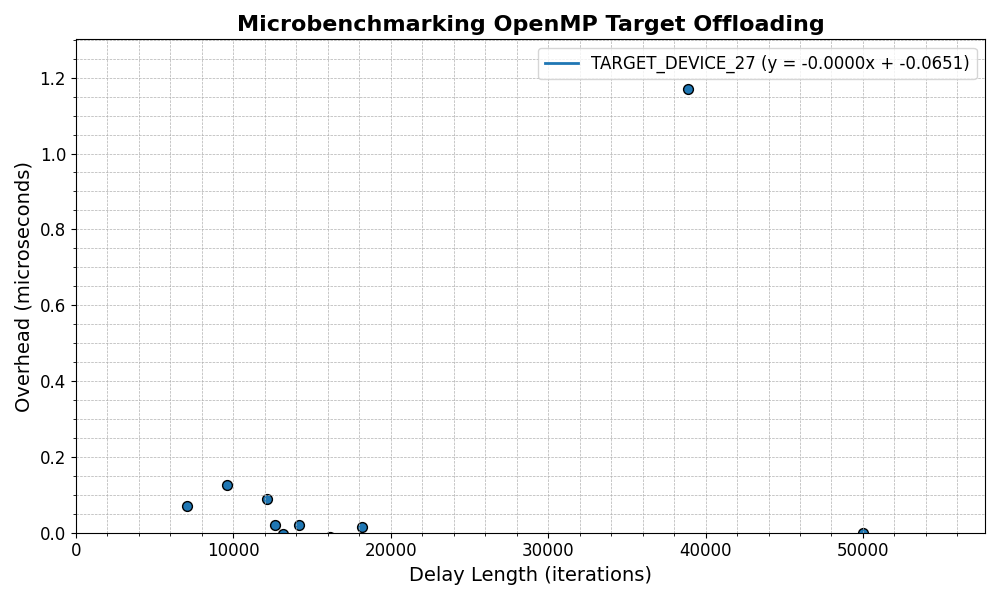 Microbenchmarking OpenMP Target Offloading
TARGET_DEVICE_27 (y = -0.0000x + -0.0651)
Overhead (microseconds)
1.2
1.0
0.8
0.6
0.4
0.2
0.0
0 10000 20000 30000 40000 50000
Delay Length (iterations)